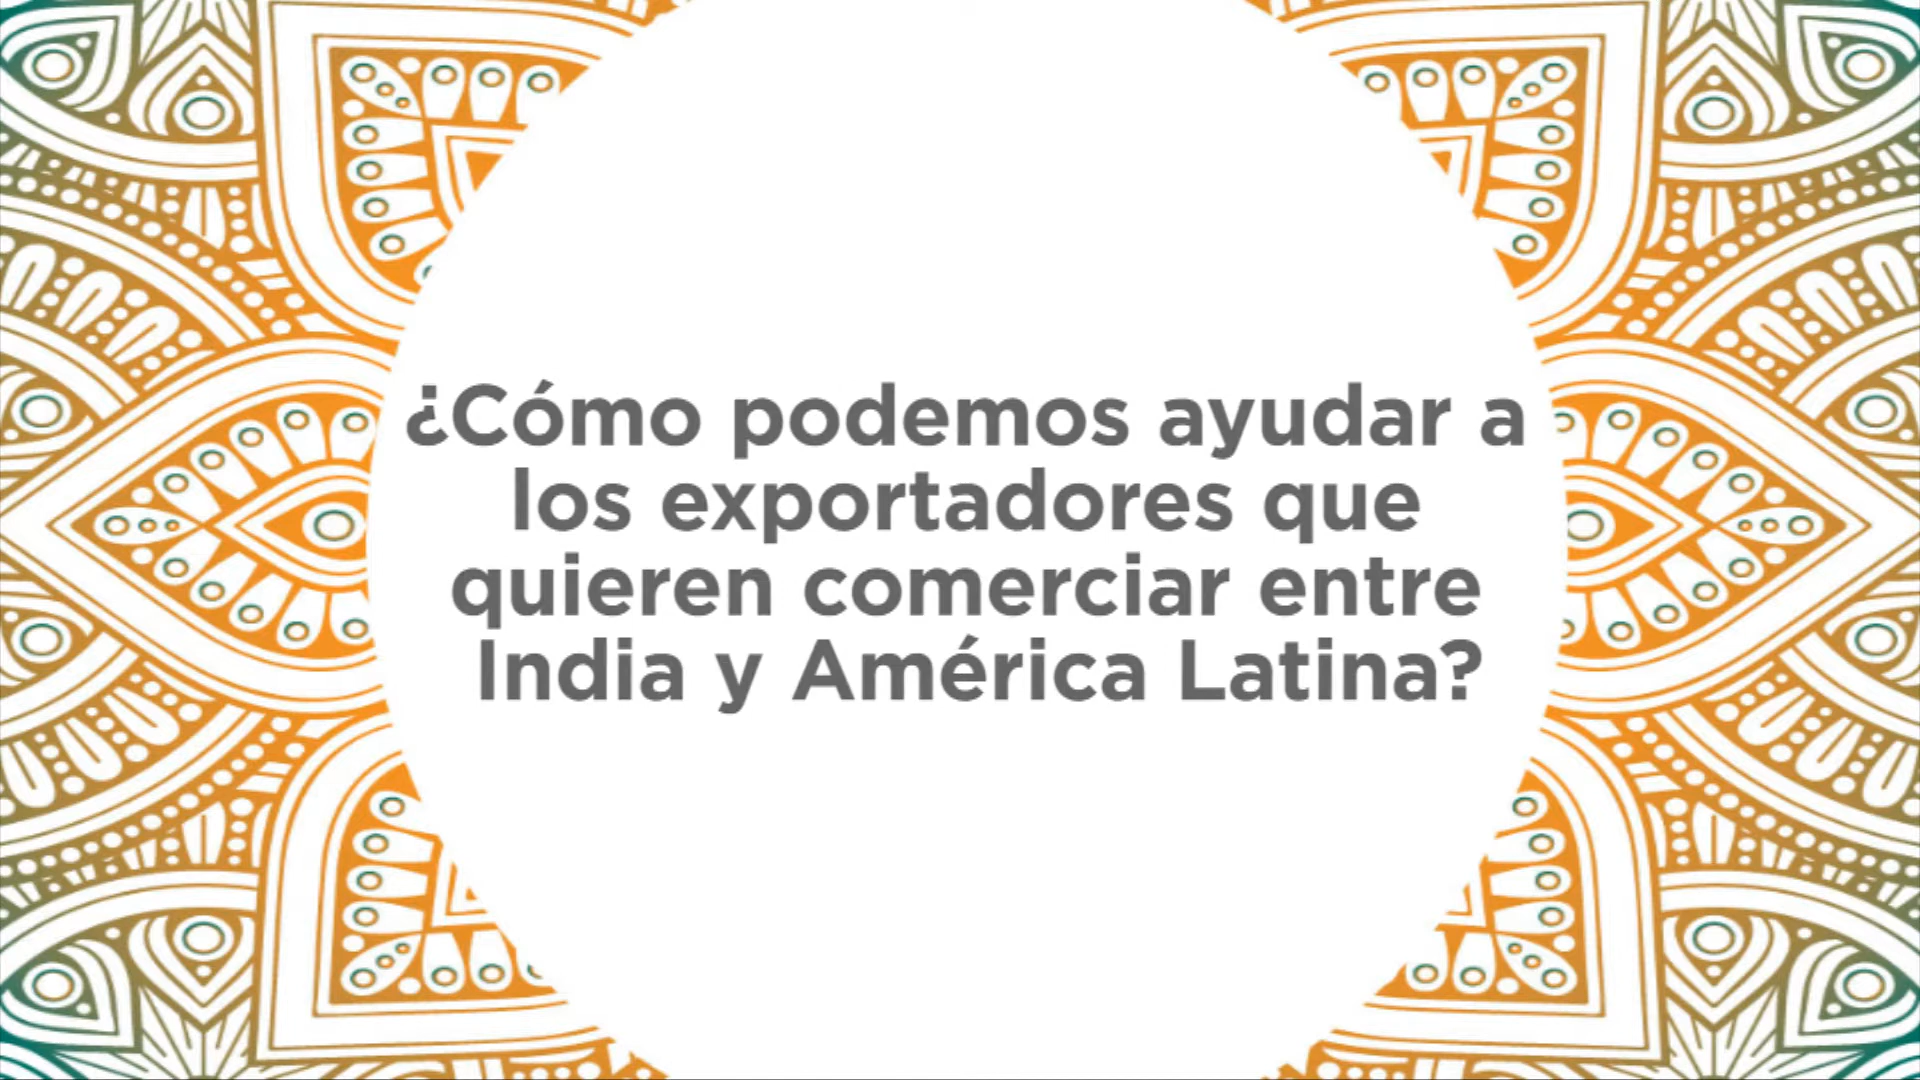 ¿Cómo podemos ayudar a
los exportadores que
quieren comerciar entre
India y América Latina?